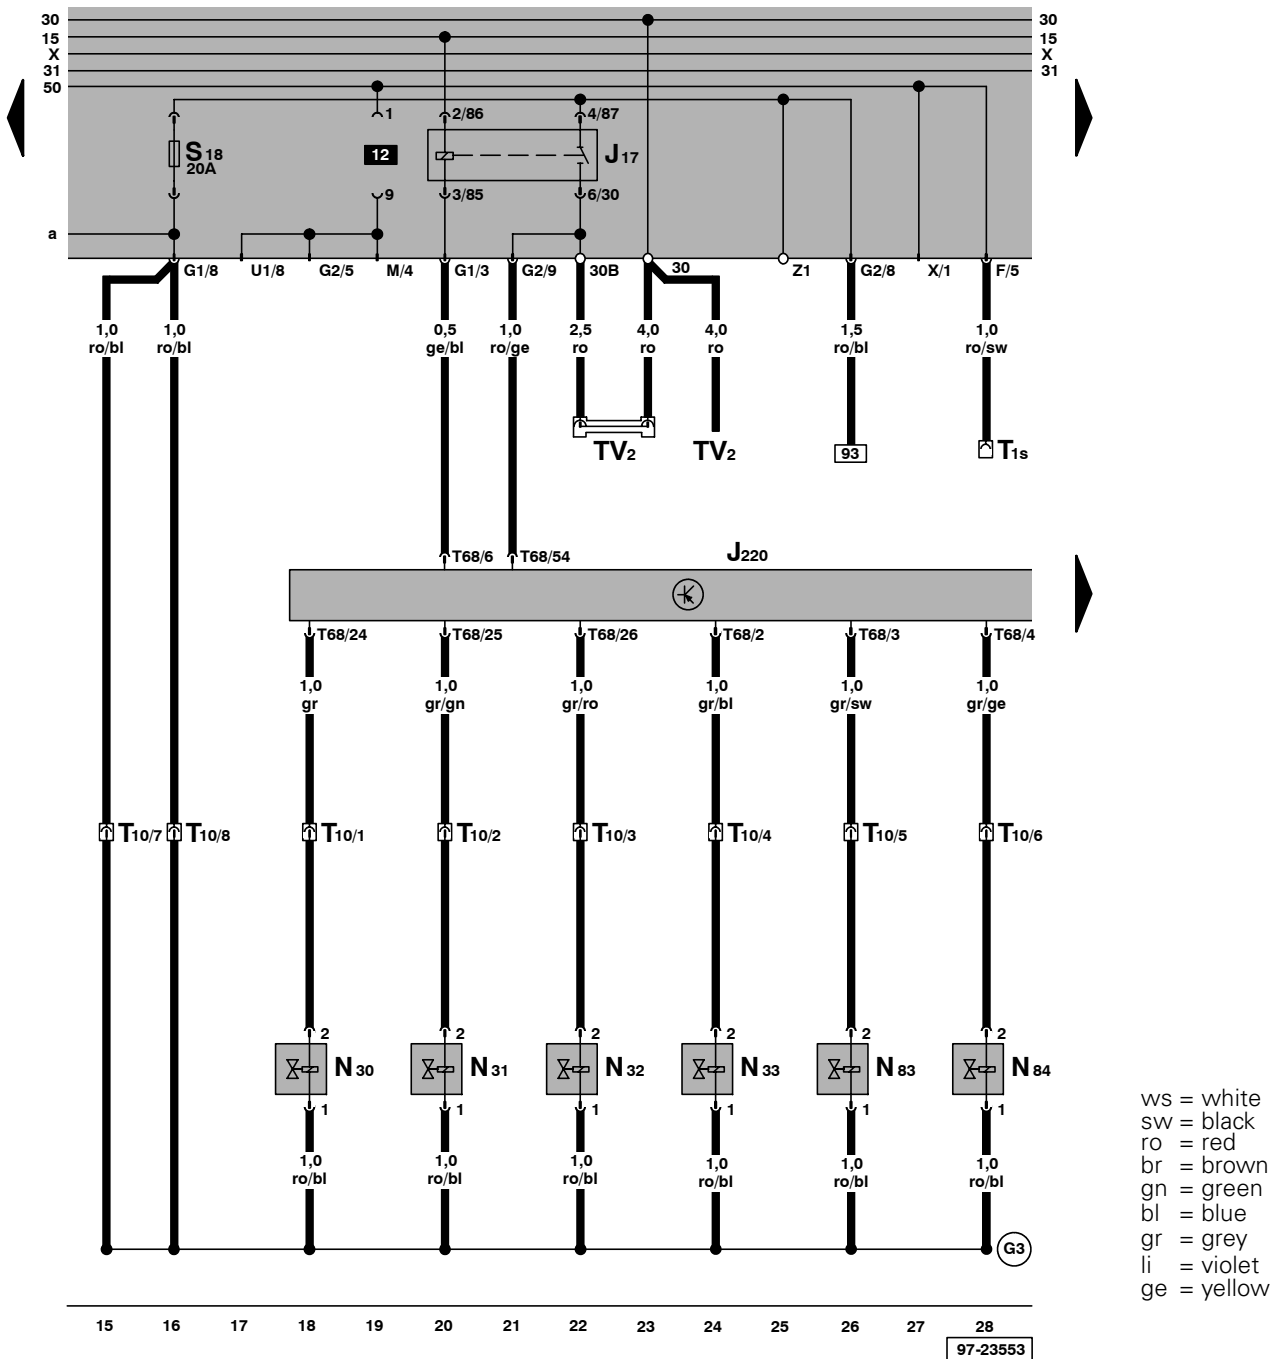 30 30
15 15
X X
31 31
50
1 2/86 4/87
S18 20A
12
J17
9 3/85 6/30
a
G1/8 U1/8 G2/5 M/4 G1/3 G2/9 30B 30 Z1 G2/8 X/1 F/5
1,0 1,0 0,5 1,0 2,5 4,0 4,0 1,5 1,0
ro/bl ro/bl ge/bl ro/ge ro ro ro ro/bl ro/sw
TV2 TV2 93 T1s
T68/6 T68/54 J220
T68/24 T68/25 T68/26 T68/2 T68/3 T68/4
1,0 1,0 1,0 1,0 1,0 1,0
gr gr/gn gr/ro gr/bl gr/sw gr/ge
T10/7 T10/8 T10/1 T10/2 T10/3 T10/4 T10/5 T10/6
2 2 2 2 2 2
N30 N31 N32 N33 N83 N84
1 1 1 1 1 1
1,0 1,0 1,0 1,0 1,0 1,0
ro/bl ro/bl ro/bl ro/bl ro/bl ro/bl
G3
15 16 17 18 19 20 21 22 23 24 25 26 27 28
97-23553
ws = white
sw = black
ro = red
br = brown
gn = green
bl = blue
gr = grey
li = violet
ge = yellow